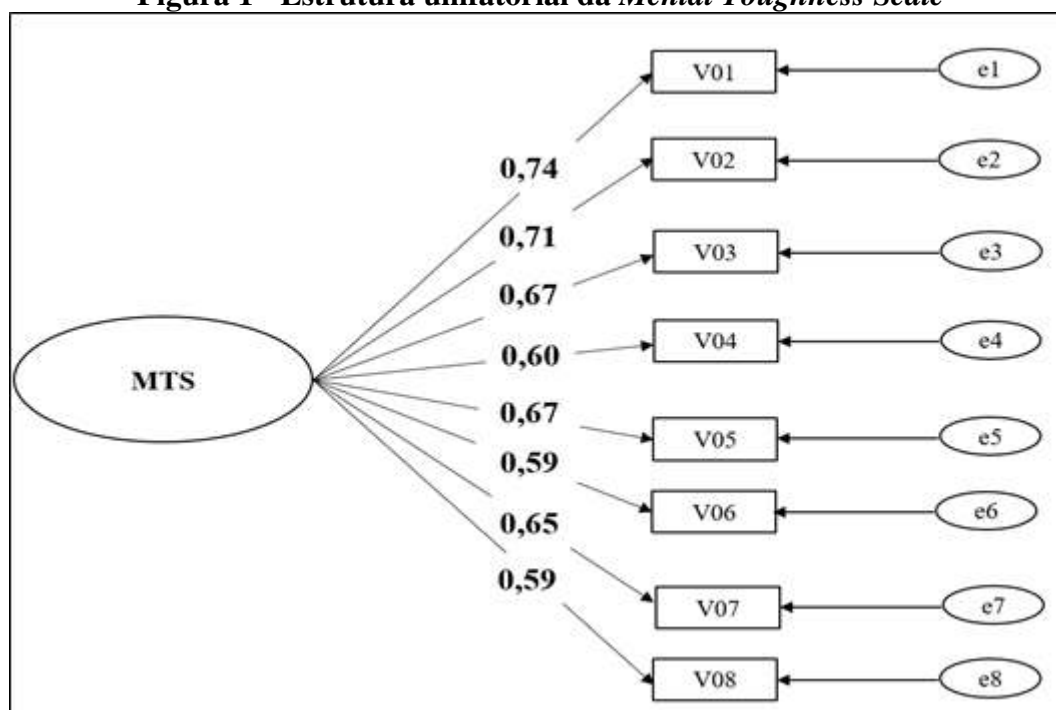 Figura 1 - Estrutura unifatorial da Mental Toughness Scale
V01
e1
0,74
V02
e2
0,71
V03
e3
0,67
V04
e4
0,60
MTS
0,67
V05
e5
0,59
V06
e6
0,65
V07
e7
0,59
V08
e8